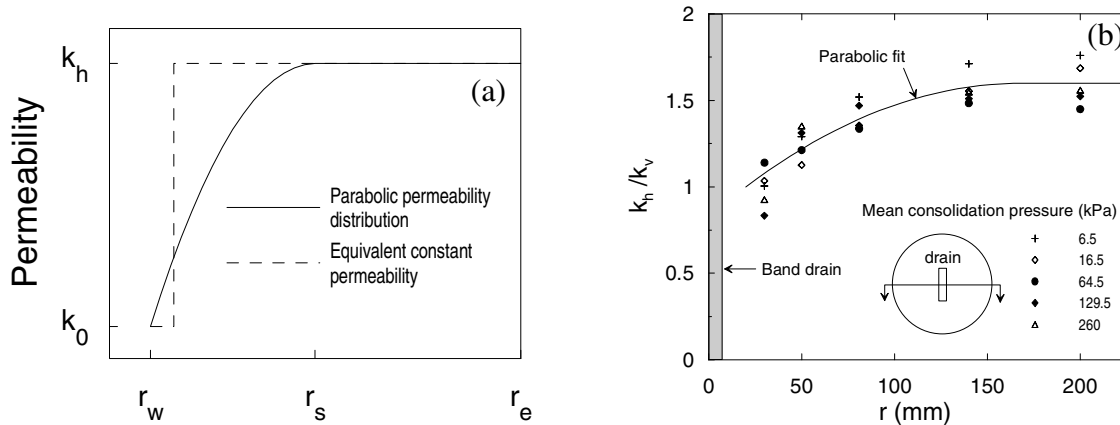 Permeability
k_h
k_0
(a)
Parabolic permeability
distribution
Equivalent constant
permeability
r_w
r_s
r_e
(b)
k_h /k_v
2
1.5
1
0.5
0
Parabolic fit
Mean consolidation pressure (kPa)
6.5
16.5
64.5
129.5
260
drain
Band drain
0
50
100
150
200
r (mm)